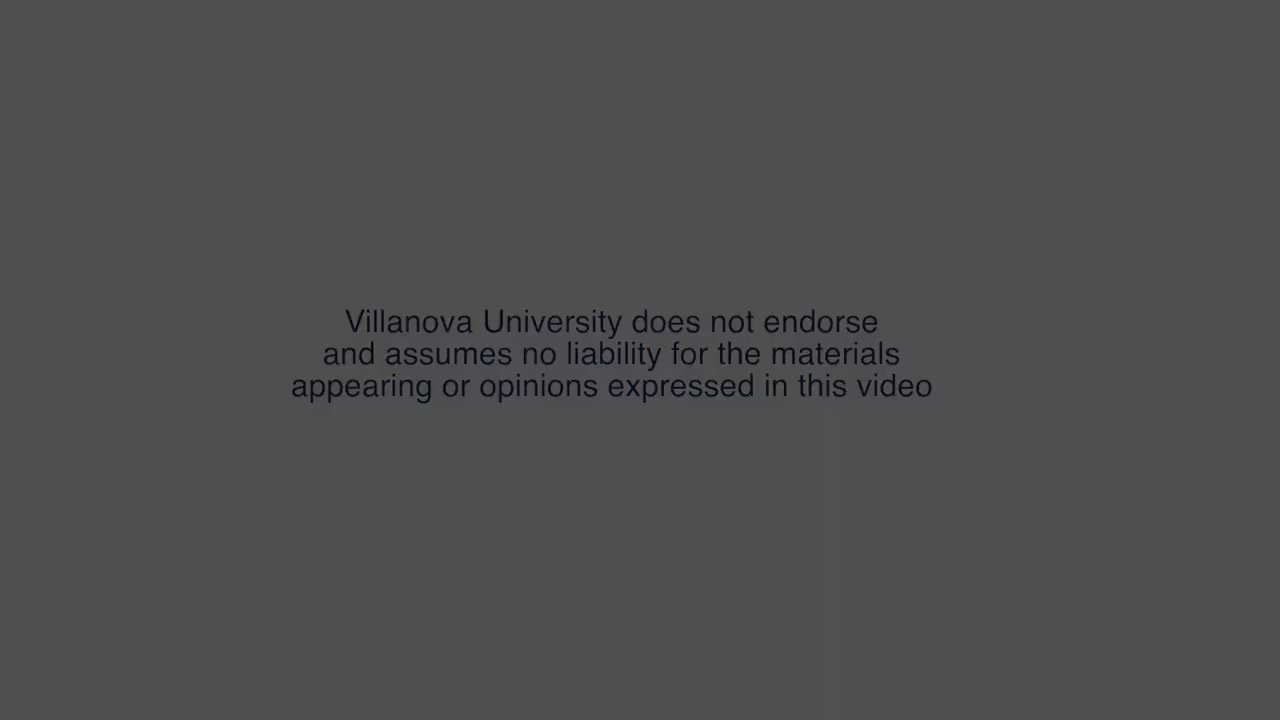 Villanova University does not endorse
and assumes no liability for the materials
appearing or opinions expressed in this video